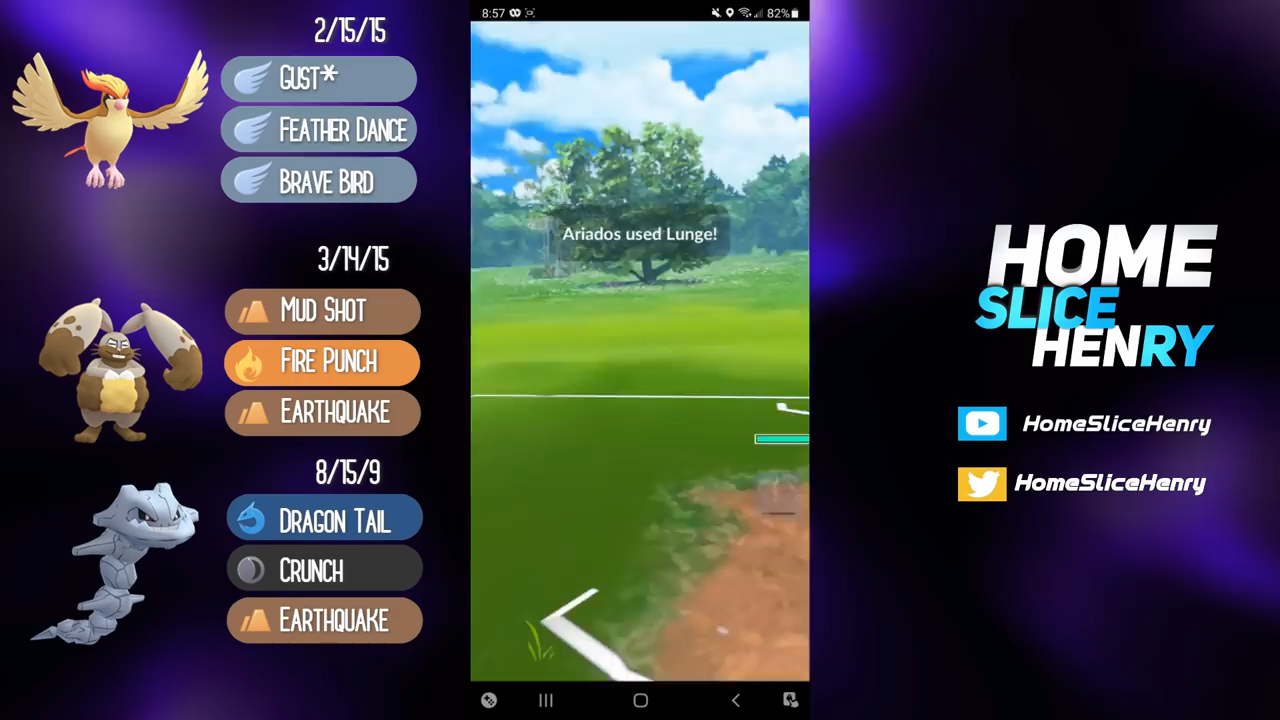 2/15/15
GUST*
FEATHER DANCE
BRAVE BIRD
3/14/15
MUD SHOT
FIRE PUNCH
EARTHQUAKE
8/15/9
DRAGON TAIL
CRUNCH
EARTHQUAKE
8:57
82%
Ariados used Lunge!
HOME
SLICE
HENRY
HomeSliceHenry
HomeSliceHenry